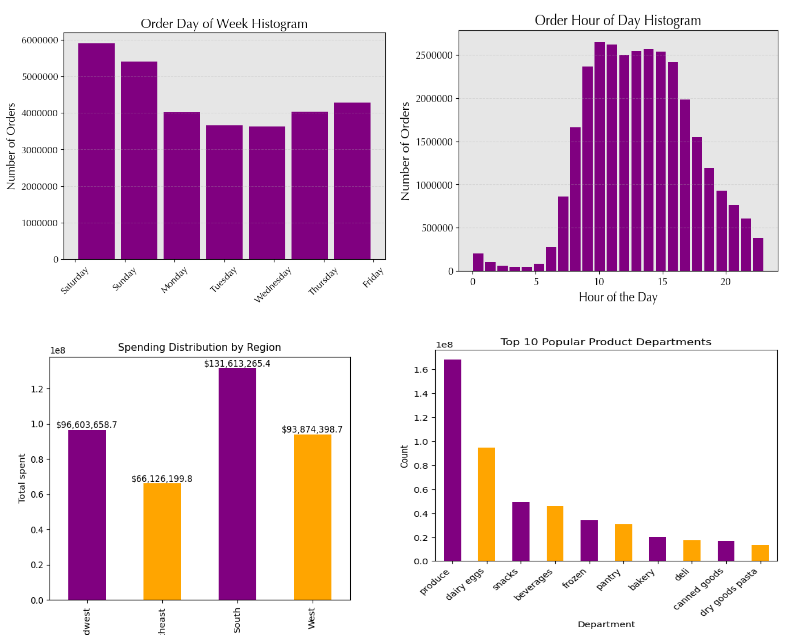 Order Day of Week Histogram
Number of Orders
6000000
5000000
4000000
3000000
2000000
1000000
0
Saturday
Sunday
Monday
Tuesday
Wednesday
Thursday
Friday
Order Hour of Day Histogram
Number of Orders
2500000
2000000
1500000
1000000
500000
0
0 5 10 15 20
Hour of the Day
Spending Distribution by Region
1e8
Total spent
1.2
1.0
0.8
0.6
0.4
0.2
0.0
$96,603,658.7
$66,126,199.8
$131,613,265.4
$93,874,398.7
dwest
heast
South
West
Top 10 Popular Product Departments
1e8
Count
1.6
1.4
1.2
1.0
0.8
0.6
0.4
0.2
0.0
produce
dairy eggs
snacks
beverages
frozen
pantry
bakery
deli
canned goods
dry goods pasta
Department